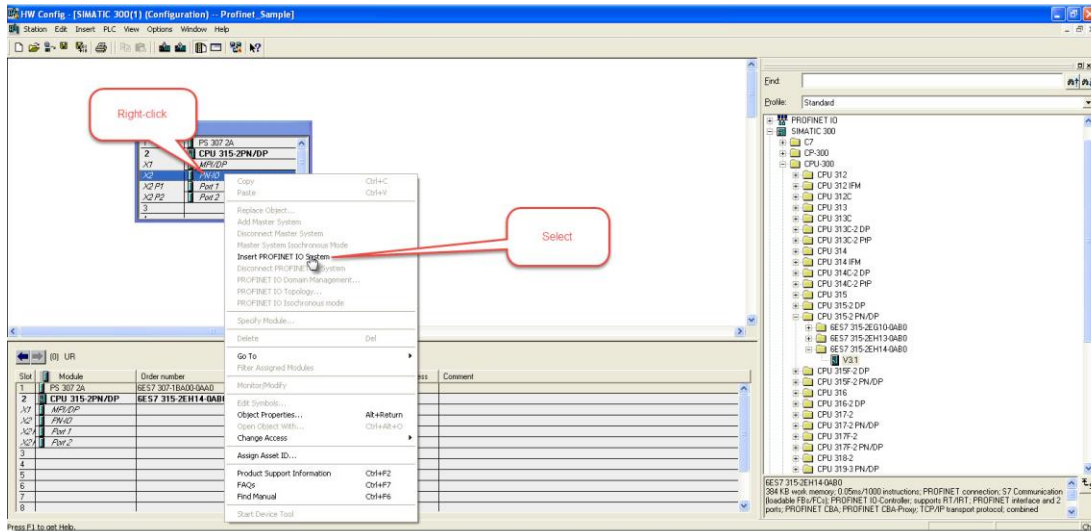 HW Config - [SIMATIC 300(1) (Configuration) -- Profinet_Sample]
Station Edit Insert PLC View Options Window Help
Right-click
1 PS 307 2A
2 CPU 315-2PN/DP
X1 MPI/DP
X2 PN-IO
X2 P1 Port 1
X2 P2 Port 2
3
Copy Ctrl+C
Paste Ctrl+V
Replace Object...
Add Master System
Disconnect Master System
Master System Isochronous Mode
Insert PROFINET IO System
Disconnect PROFINET IO System
PROFINET IO Domain Management...
PROFINET IO Topology...
PROFINET IO Isochronous mode
Specify Module...
Delete Del
Go To
Filter Assigned Modules
Monitor/Modify
Edit Symbols...
Object Properties... Alt+Return
Open Object With... Ctrl+Alt+O
Change Access
Assign Asset ID...
Product Support Information Ctrl+F2
FAQs Ctrl+F7
Find Manual Ctrl+F6
Start Device Tool
Select
(0) UR
Slot Module Order number ess Comment
1 PS 307 2A 6ES7 307-1BA00-0AA0
2 CPU 315-2PN/DP 6ES7 315-2EH14-0AB0
X1 MPI/DP
X2 PN-IO
X2 Port 1
X2 Port 2
3
4
5
6
7
8
Find:
Profile: Standard
PROFINET IO
SIMATIC 300
C7
CP-300
CPU-300
CPU 312
CPU 312 IFM
CPU 312C
CPU 313
CPU 313C
CPU 313C-2 DP
CPU 313C-2 PtP
CPU 314
CPU 314 IFM
CPU 314C-2 DP
CPU 314C-2 PtP
CPU 315
CPU 315-2 DP
CPU 315-2 PN/DP
6ES7 315-2EG10-0AB0
6ES7 315-2EH13-0AB0
6ES7 315-2EH14-0AB0
V3.1
CPU 315F-2 DP
CPU 315F-2 PN/DP
CPU 316
CPU 316-2 DP
CPU 317-2
CPU 317-2 PN/DP
CPU 317F-2
CPU 317F-2 PN/DP
CPU 318-2
CPU 319-3 PN/DP
6ES7 315-2EH14-0AB0
384 KB work memory; 0.05ms/1000 instructions; PROFINET connection; S7 Communication
(loadable FBs/FCs); PROFINET IO-Controller; supports RT/IRT; PROFINET interface and 2
ports; PROFINET CBA; PROFINET CBA-Proxy; TCP/IP transport protocol; combined
Press F1 to get Help.